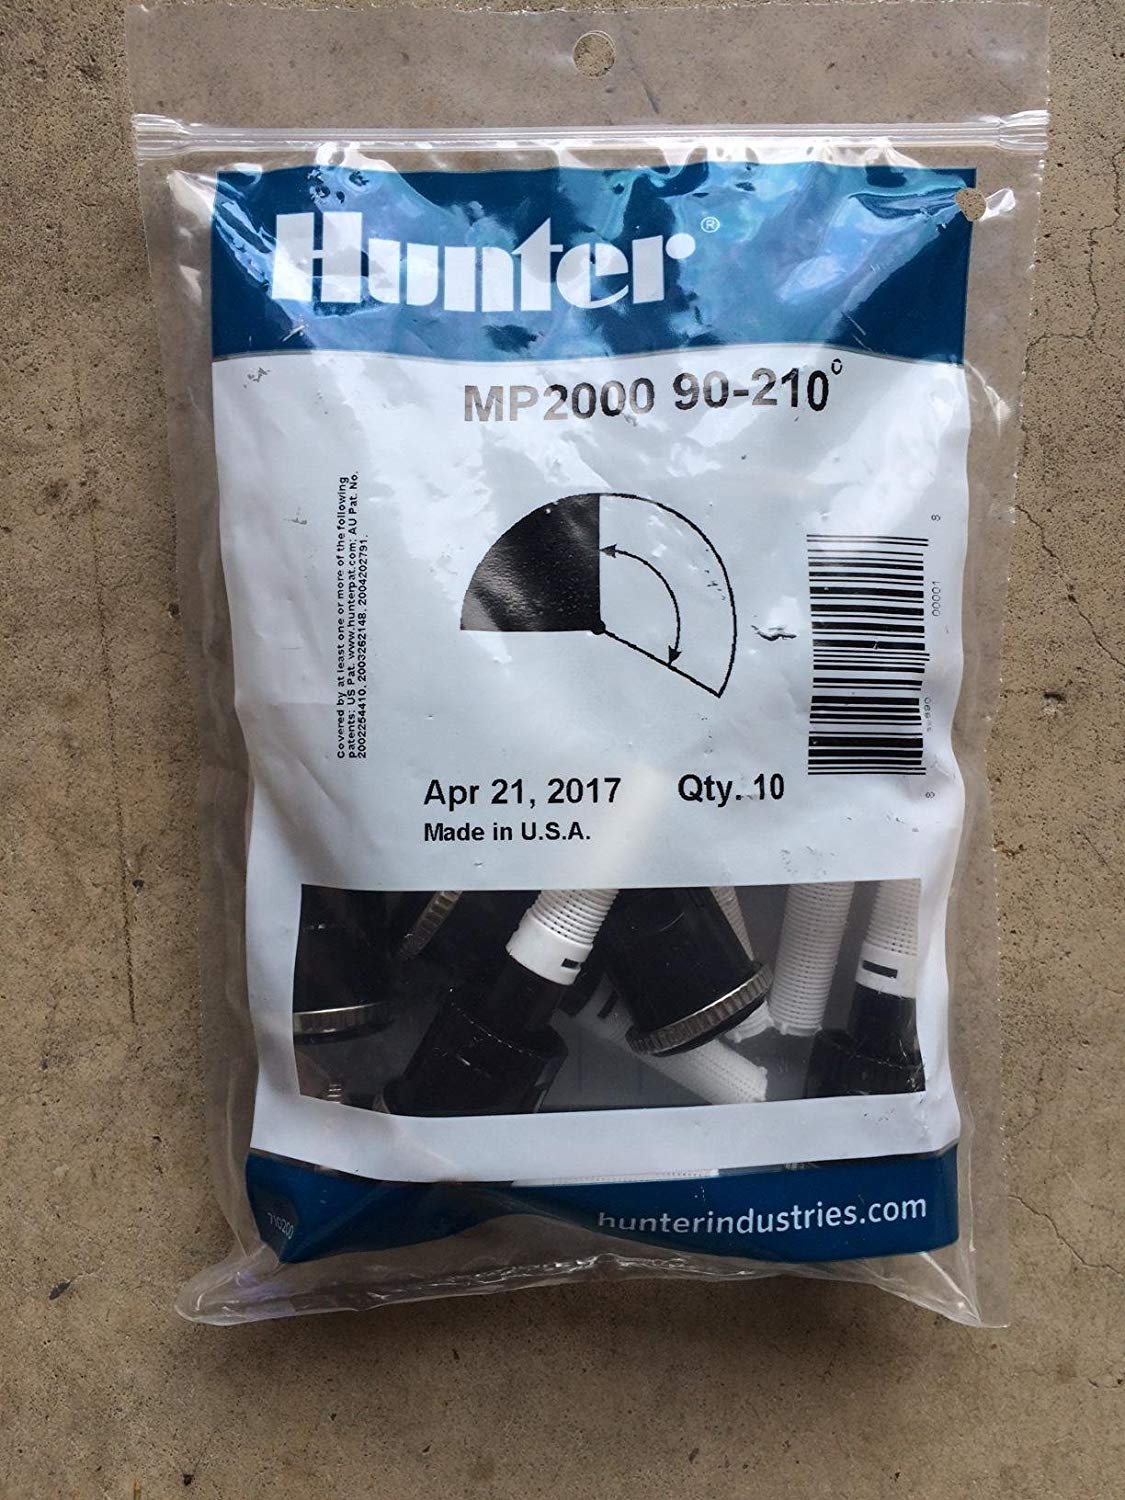 Hunter®
MP2000 90-210°
Covered by at least one or more of the following
patents: US Pat. www.hunterpat.com; AU Pat. No.
2002254410, 2003262148, 2004202791.
00001
Apr 21, 2017 Qty. 10
Made in U.S.A.
hunterindustries.com